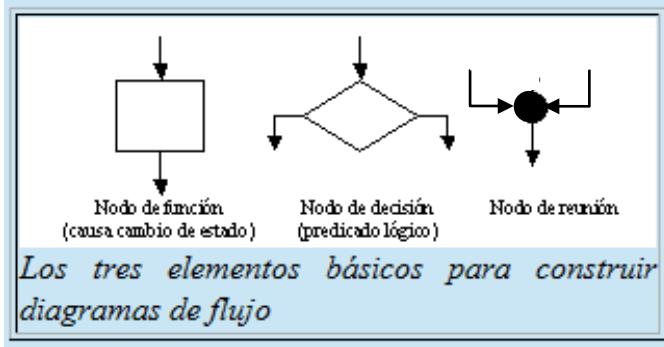 Nodo de función
(causa cambio de estado)
Nodo de decisión
(predicado lógico)
Nodo de reunión
Los tres elementos básicos para construir
diagramas de flujo